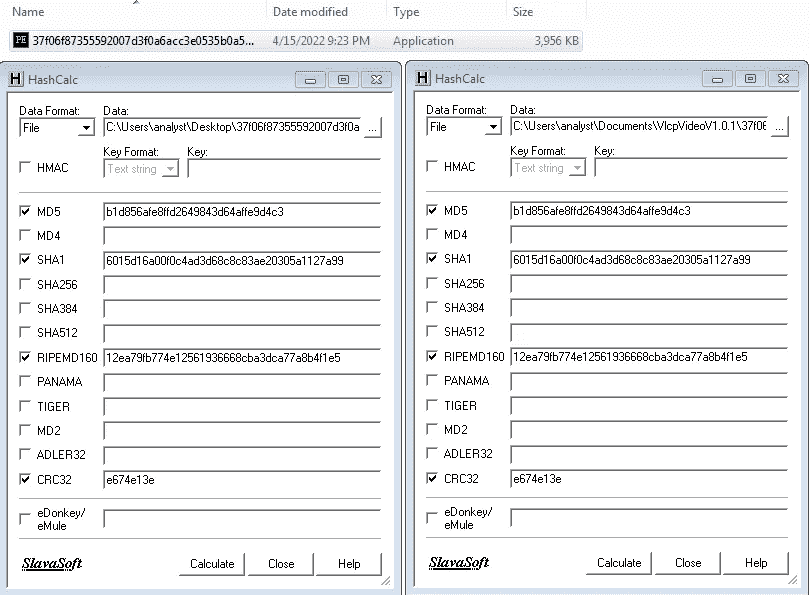 Name Date modified Type Size
PE 37f06f87355592007d3f0a6acc3e0535b0a5... 4/15/2022 9:23 PM Application 3,956 KB
H HashCalc
Data Format: Data:
File C:\Users\analyst\Desktop\37f06f87355592007d3f0a ...
Key Format: Key:
HMAC Text string
MD5 b1d856afe8ffd2649843d64affe9d4c3
MD4
SHA1 6015d16a00f0c4ad3d68c8c83ae20305a1127a99
SHA256
SHA384
SHA512
RIPEMD160 12ea79fb774e12561936668cba3dca77a8b4f1e5
PANAMA
TIGER
MD2
ADLER32
CRC32 e674e13e
eDonkey/
eMule
SlavaSoft Calculate Close Help
H HashCalc
Data Format: Data:
File C:\Users\analyst\Documents\VlcpVideoV1.0.1\37f06 ...
Key Format: Key:
HMAC Text string
MD5 b1d856afe8ffd2649843d64affe9d4c3
MD4
SHA1 6015d16a00f0c4ad3d68c8c83ae20305a1127a99
SHA256
SHA384
SHA512
RIPEMD160 12ea79fb774e12561936668cba3dca77a8b4f1e5
PANAMA
TIGER
MD2
ADLER32
CRC32 e674e13e
eDonkey/
eMule
SlavaSoft Calculate Close Help